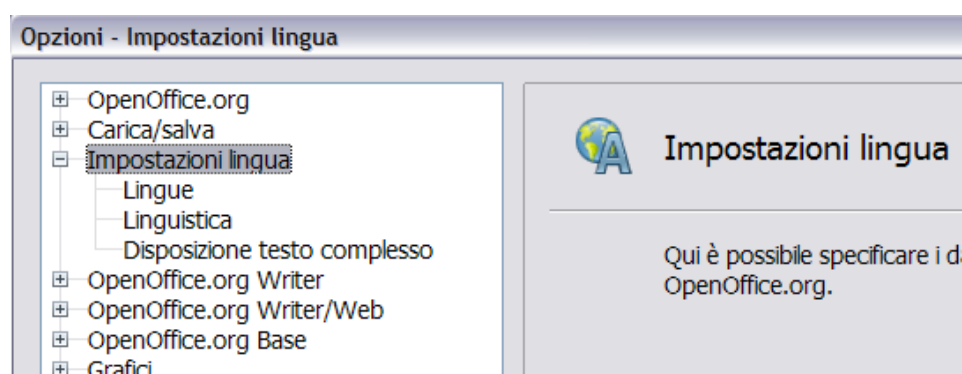 Opzioni - Impostazioni lingua
OpenOffice.org
Carica/salva
Impostazioni lingua
Lingue
Linguistica
Disposizione testo complesso
OpenOffice.org Writer
OpenOffice.org Writer/Web
OpenOffice.org Base
Grafici
Impostazioni lingua
Qui è possibile specificare i
OpenOffice.org.